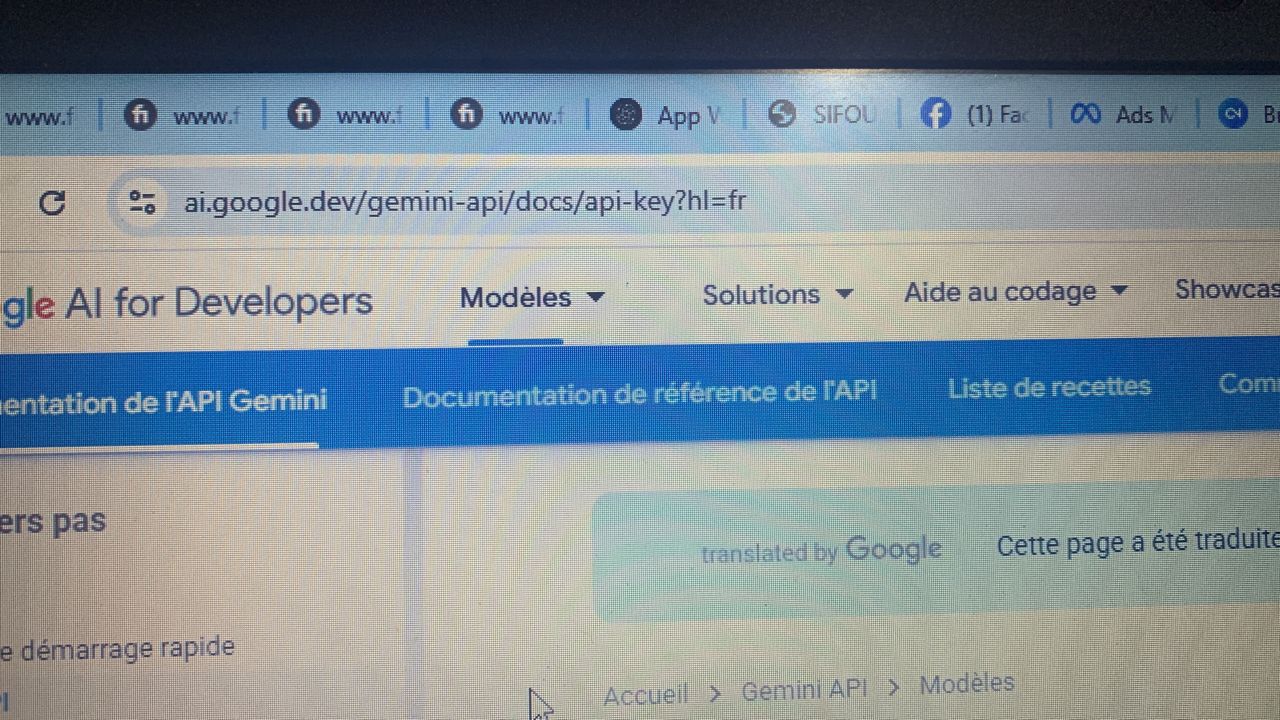 www.f www.f www.f www.f App V SIFOU (1) Fac Ads M
ai.google.dev/gemini-api/docs/api-key?hl=fr
gle AI for Developers Modèles Solutions Aide au codage Showcas
entation de l'API Gemini Documentation de référence de l'API Liste de recettes Com
ers pas
translated by Google Cette page a été traduite
e démarrage rapide
Accueil > Gemini API > Modèles